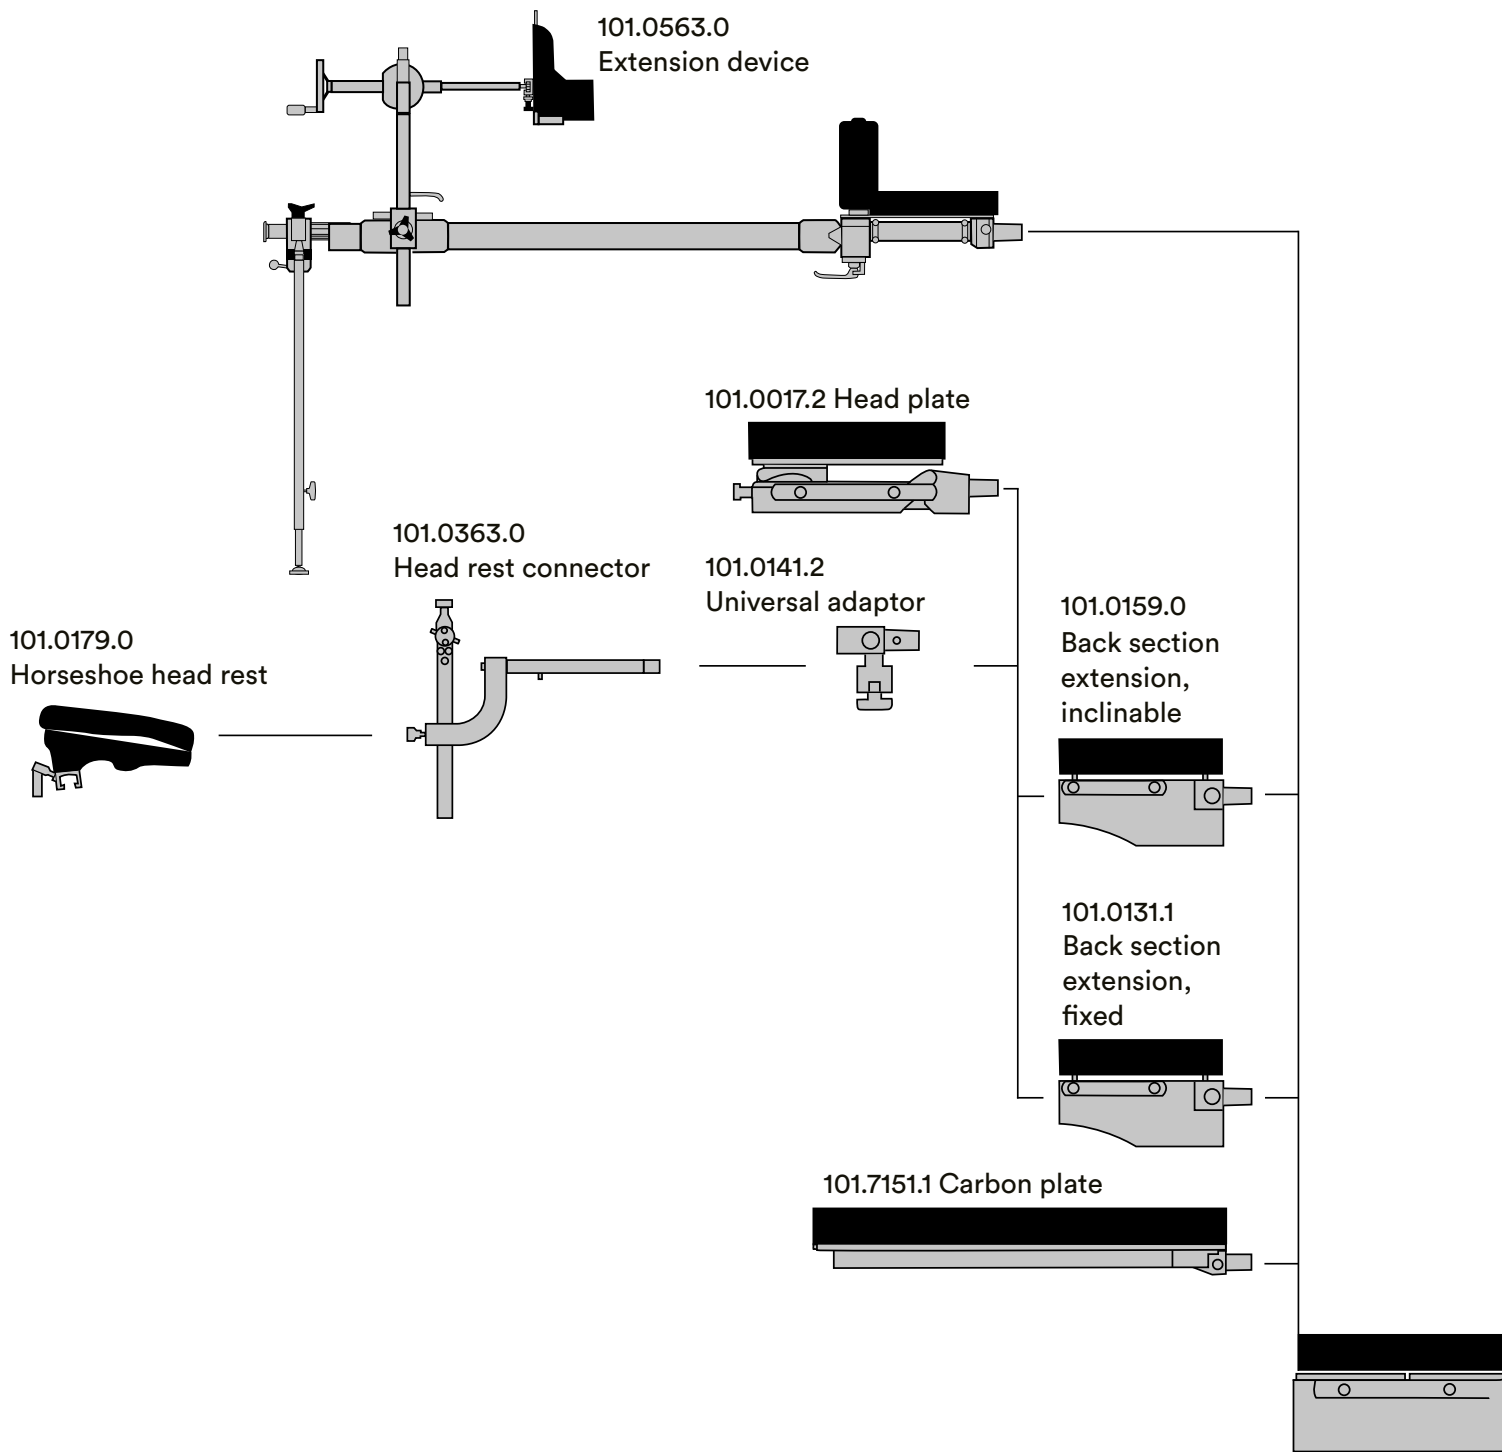 101.0563.0
Extension device
101.0017.2 Head plate
101.0363.0
Head rest connector
101.0141.2
Universal adaptor
101.0159.0
Back section
extension,
inclinable
101.0179.0
Horseshoe head rest
101.0131.1
Back section
extension,
fixed
101.7151.1 Carbon plate